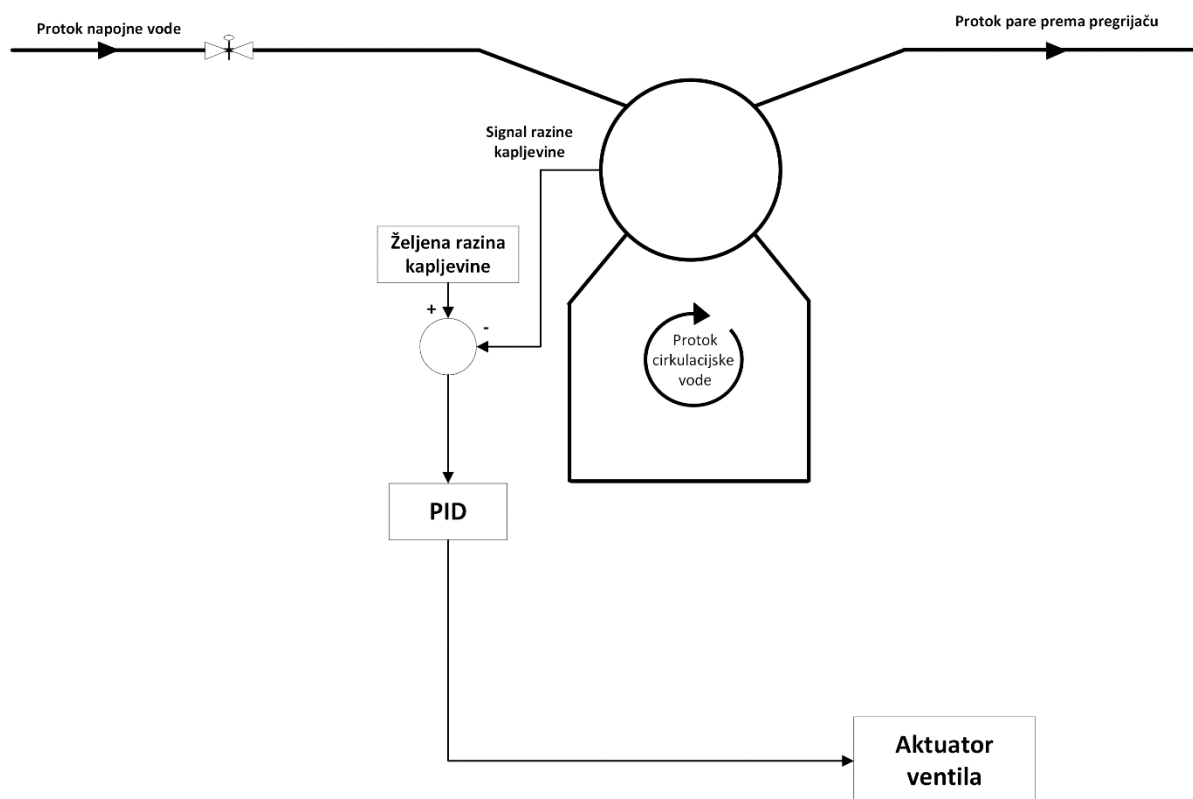 Protok napojne vode
Protok pare prema pregrijaču
Signal razine
kapljevine
Željena razina
kapljevine
+
-
Protok
cirkulacijske
vode
PID
Aktuator
ventila